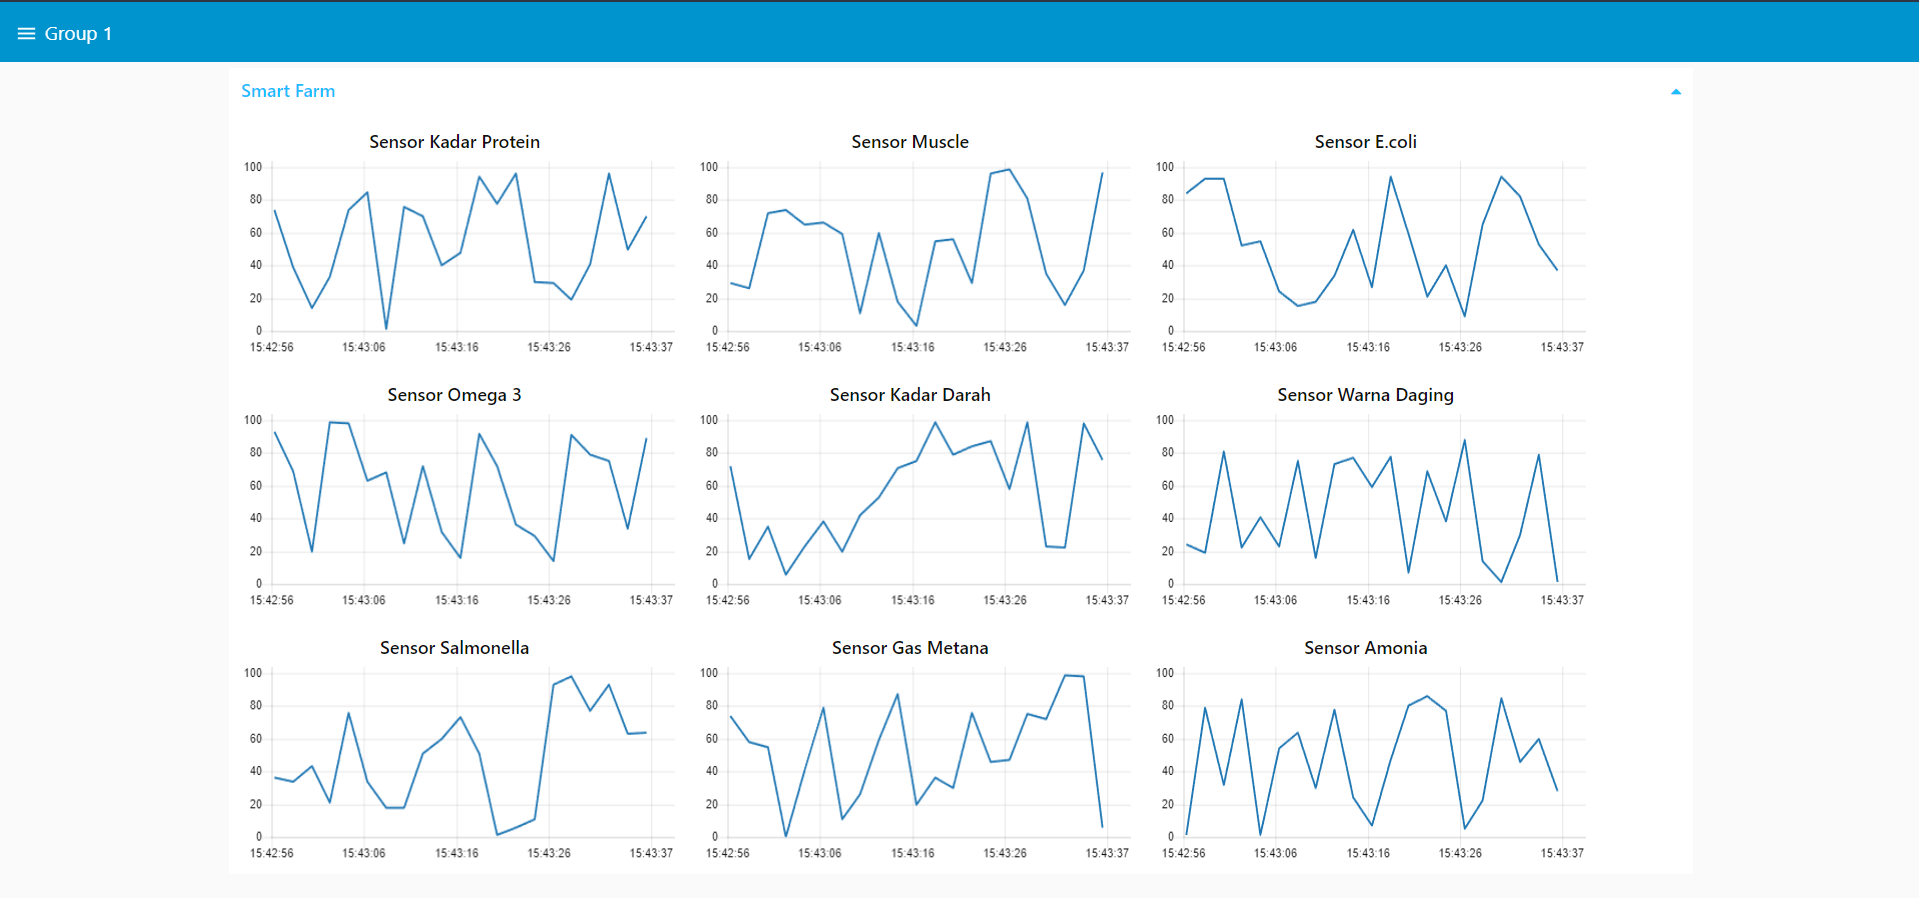 Group 1
Smart Farm
Sensor Kadar Protein
100
80
60
40
20
0
15:42:56 15:43:06 15:43:16 15:43:26 15:43:37
Sensor Muscle
100
80
60
40
20
0
15:42:56 15:43:06 15:43:16 15:43:26 15:43:37
Sensor E.coli
100
80
60
40
20
0
15:42:56 15:43:06 15:43:16 15:43:26 15:43:37
Sensor Omega 3
100
80
60
40
20
0
15:42:56 15:43:06 15:43:16 15:43:26 15:43:37
Sensor Kadar Darah
100
80
60
40
20
0
15:42:56 15:43:06 15:43:16 15:43:26 15:43:37
Sensor Warna Daging
100
80
60
40
20
0
15:42:56 15:43:06 15:43:16 15:43:26 15:43:37
Sensor Salmonella
100
80
60
40
20
0
15:42:56 15:43:06 15:43:16 15:43:26 15:43:37
Sensor Gas Metana
100
80
60
40
20
0
15:42:56 15:43:06 15:43:16 15:43:26 15:43:37
Sensor Amonia
100
80
60
40
20
0
15:42:56 15:43:06 15:43:16 15:43:26 15:43:37